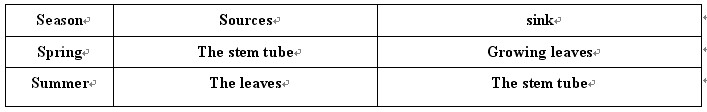 Season Sources sink
Spring The stem tube Growing leaves
Summer The leaves The stem tube